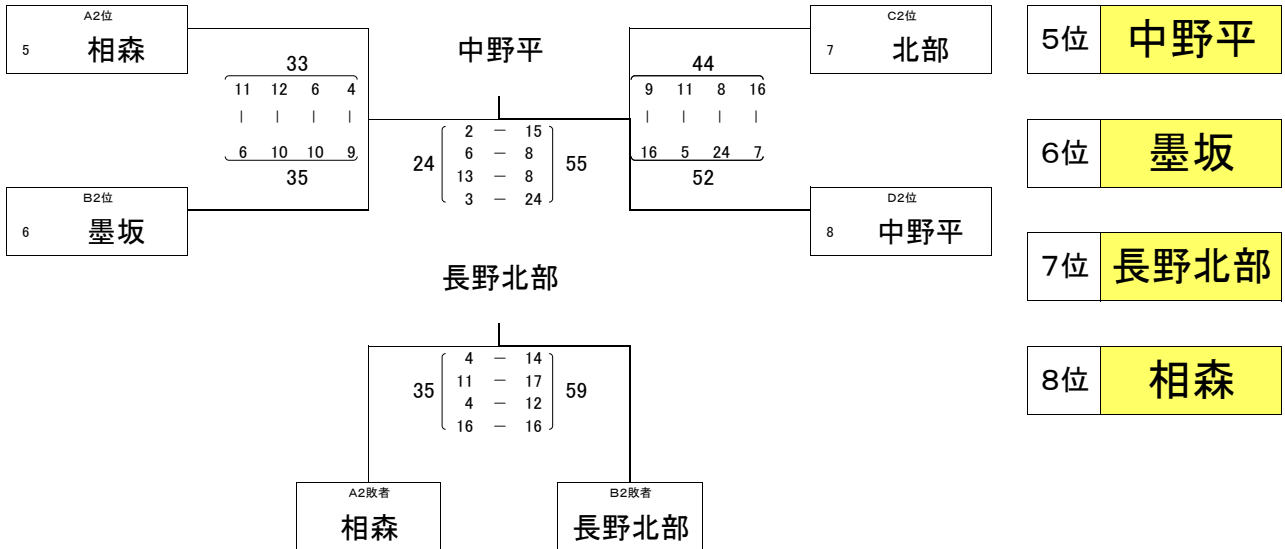 A2位
5 相森
33
11 12 6 4
| | | |
6 10 10 9
35
B2位
6 墨坂
中野平
24
2 － 15
6 － 8
13 － 8
3 － 24
55
C2位
7 北部
44
9 11 8 16
| | | |
16 5 24 7
52
D2位
8 中野平
長野北部
35
4 － 14
11 － 17
4 － 12
16 － 16
59
A2敗者
相森
B2敗者
長野北部
5位 中野平
6位 墨坂
7位 長野北部
8位 相森